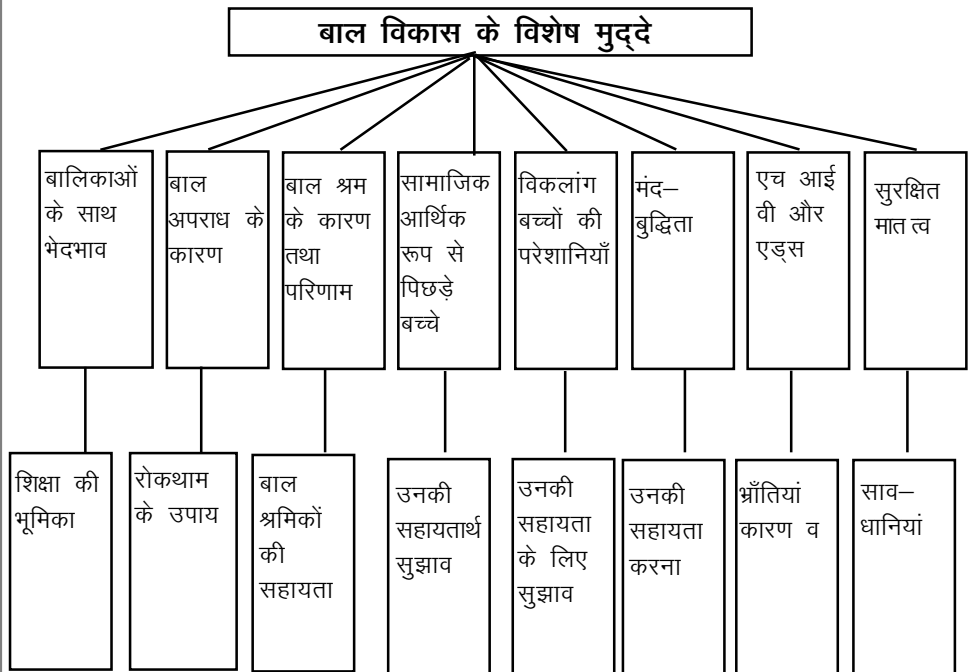 बाल विकास के विशेष मुद्दे
बालिकाओं
के साथ
भेदभाव
बाल
अपराध के
कारण
बाल श्रम
के कारण
तथा
परिणाम
सामाजिक
आर्थिक
रूप से
पिछड़े
बच्चे
विकलांग
बच्चों की
परेशानियाँ
मंद–
बुद्धिता
एच आई
वी और
एड्स
सुरक्षित
मात त्व
शिक्षा की
भूमिका
रोकथाम
के उपाय
बाल
श्रमिकों
की
सहायता
उनकी
सहायतार्थ
सुझाव
उनकी
सहायता
के लिए
सुझाव
उनकी
सहायता
करना
भ्राँतियां
कारण व
साव–
धानियां